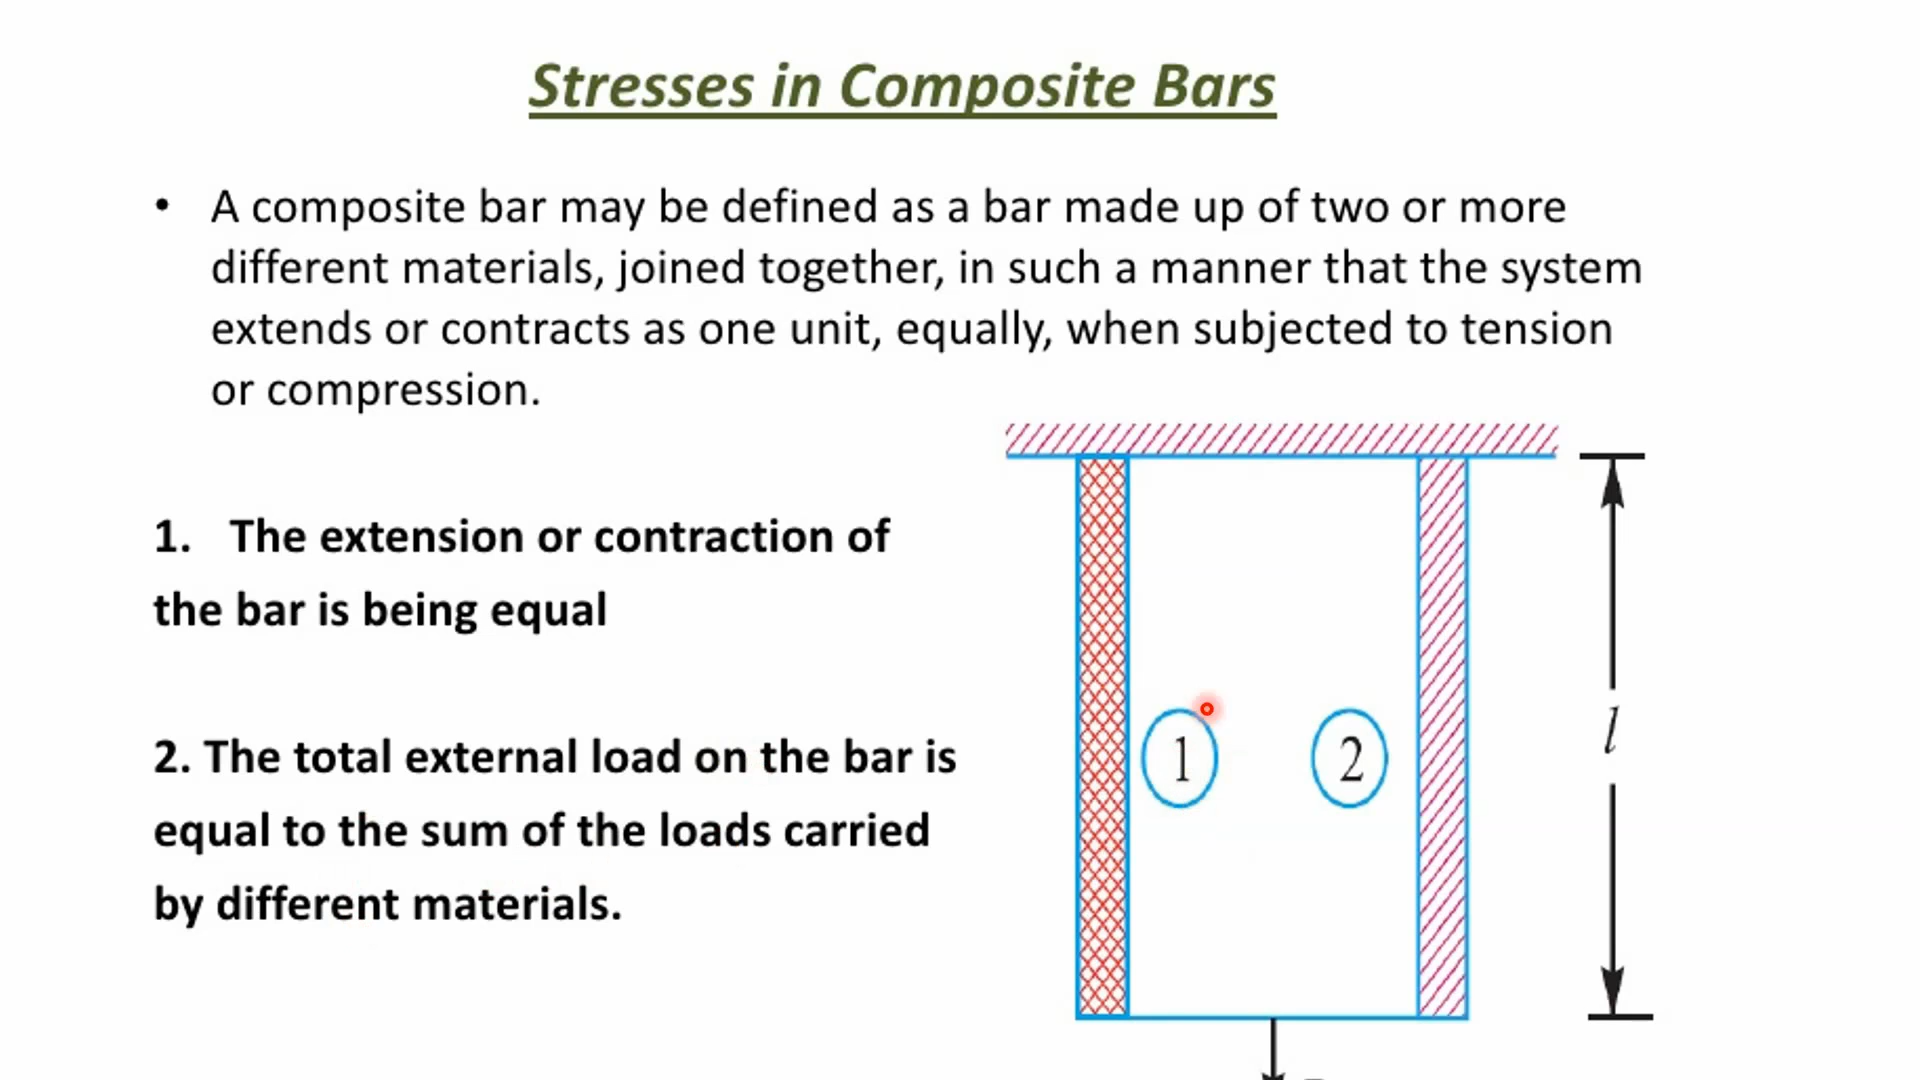 Stresses in Composite Bars
• A composite bar may be defined as a bar made up of two or more
different materials, joined together, in such a manner that the system
extends or contracts as one unit, equally, when subjected to tension
or compression.
1. The extension or contraction of
the bar is being equal
2. The total external load on the bar is
equal to the sum of the loads carried
by different materials.
1
2
l